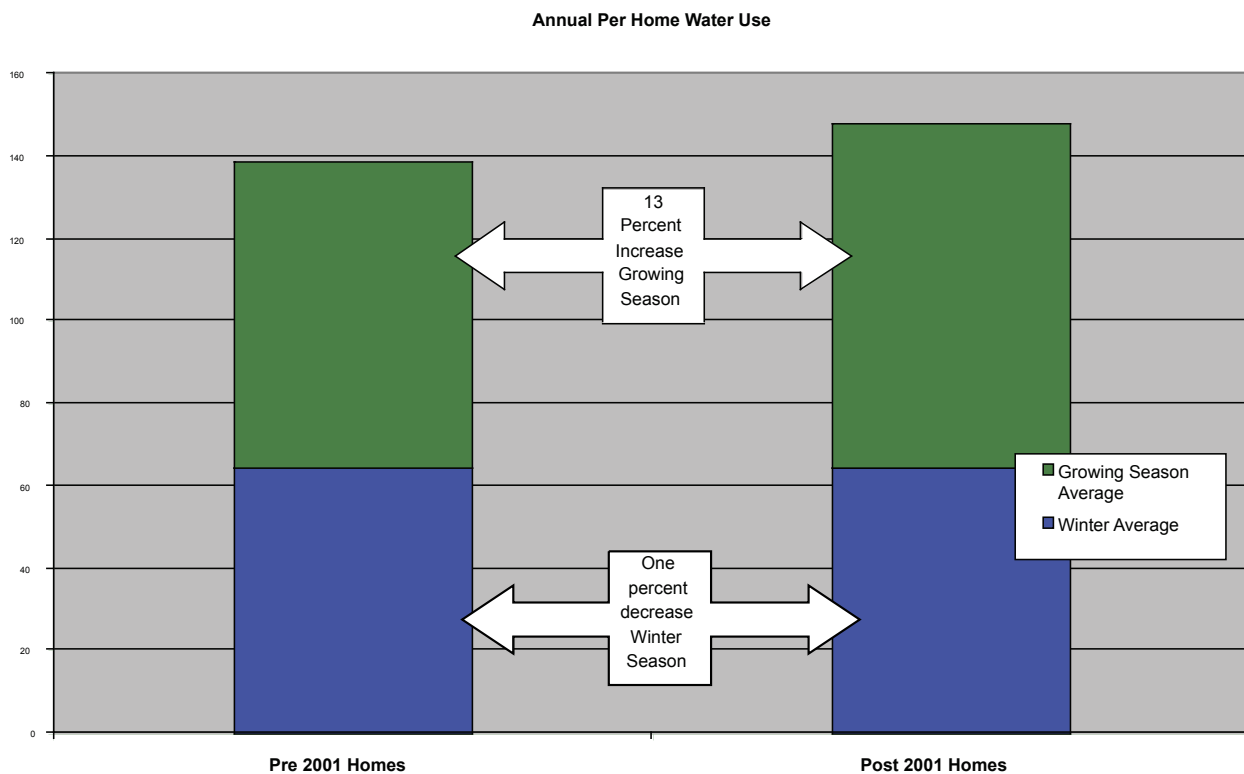 Annual Per Home Water Use
160
140
120
100
80
60
40
20
0
13
Percent
Increase
Growing
Season
One
percent
decrease
Winter
Season
Growing Season
Average
Winter Average
Pre 2001 Homes
Post 2001 Homes